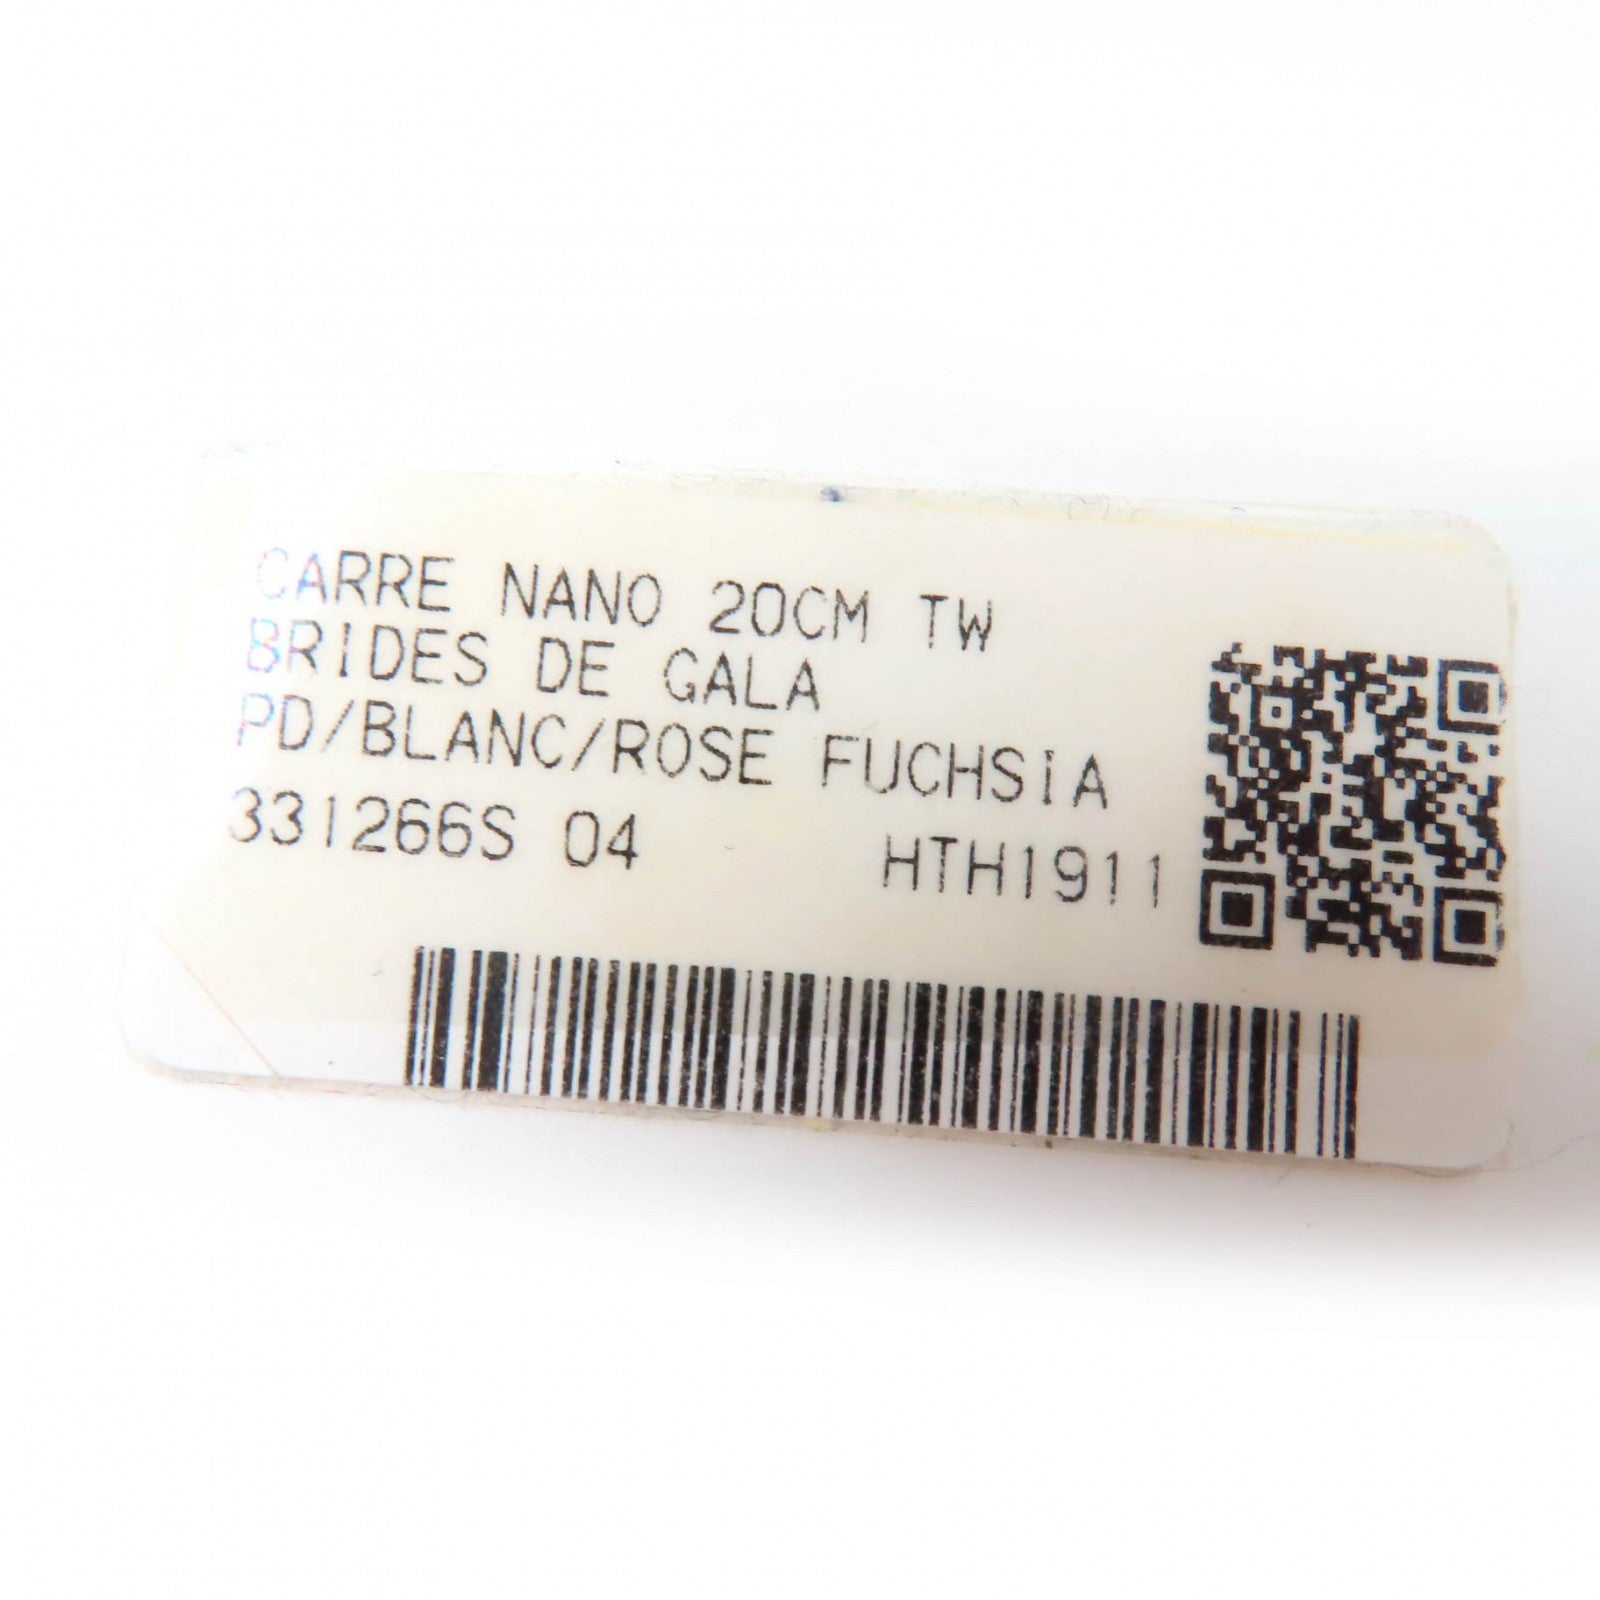 CARRE NANO 20CM TW
BRIDES DE GALA
PD/BLANC/ROSE FUCHSIA
331266S 04 HTH1911